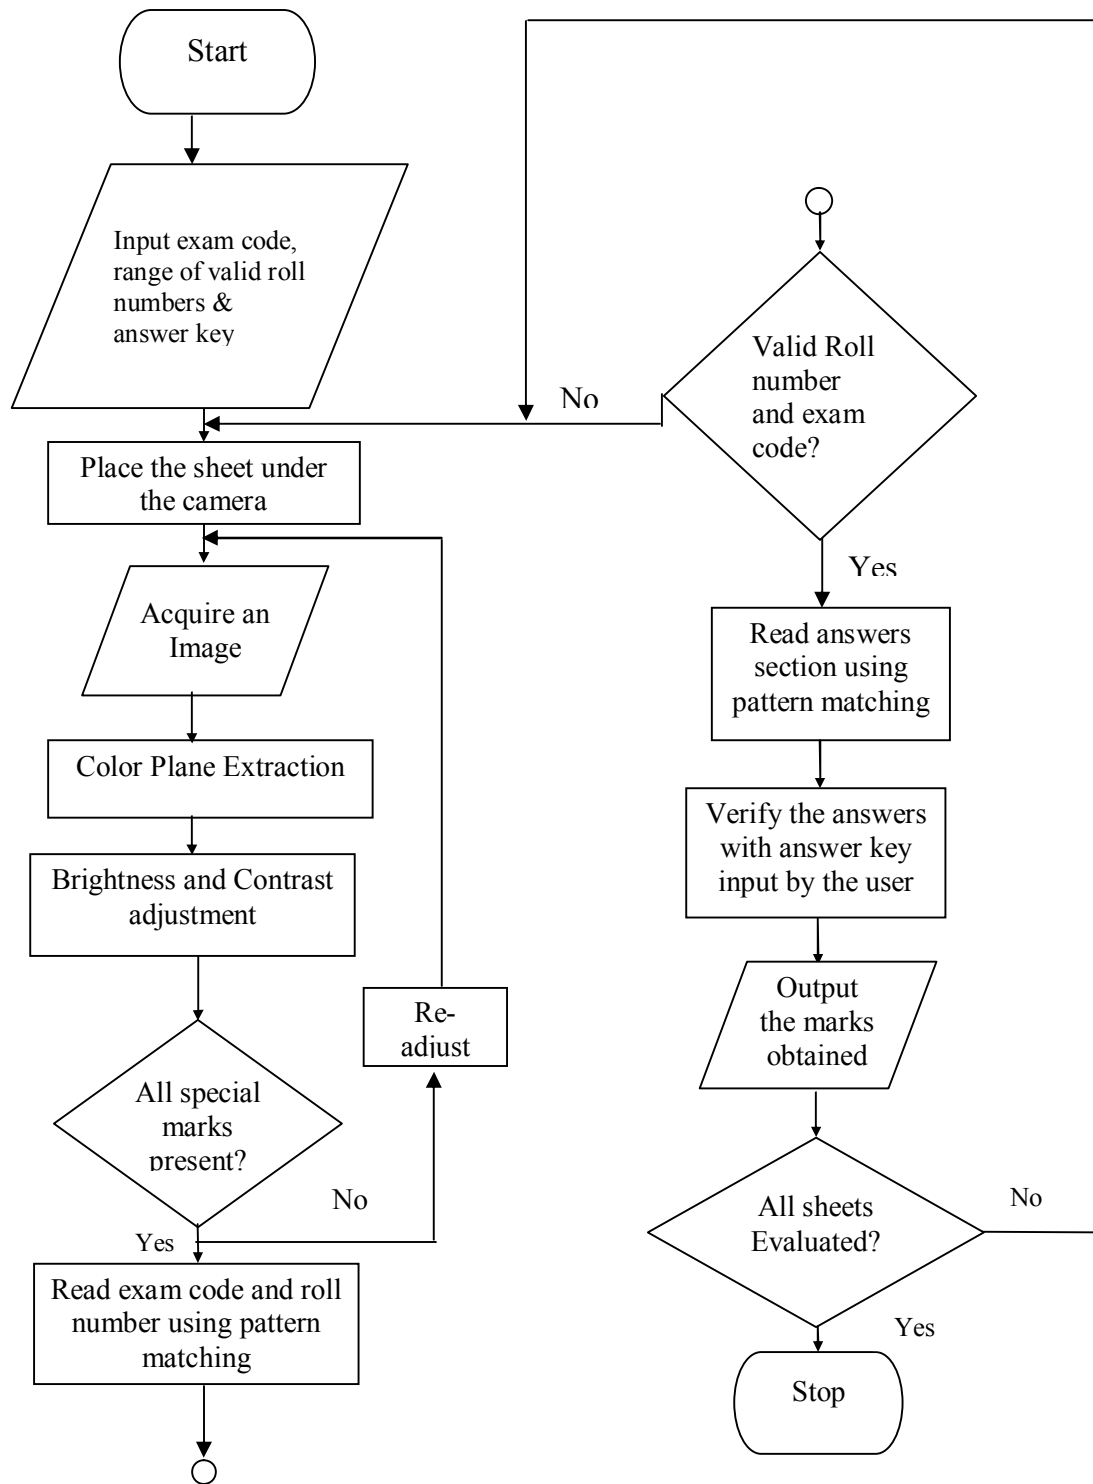 Start
Input exam code,
range of valid roll
numbers &
answer key
Place the sheet under
the camera
Acquire an
Image
Color Plane Extraction
Brightness and Contrast
adjustment
Re-
adjust
All special
marks
present?
No
Yes
Read exam code and roll
number using pattern
matching
Valid Roll
number
and exam
code?
No
Yes
Read answers
section using
pattern matching
Verify the answers
with answer key
input by the user
Output
the marks
obtained
All sheets
Evaluated?
No
Yes
Stop